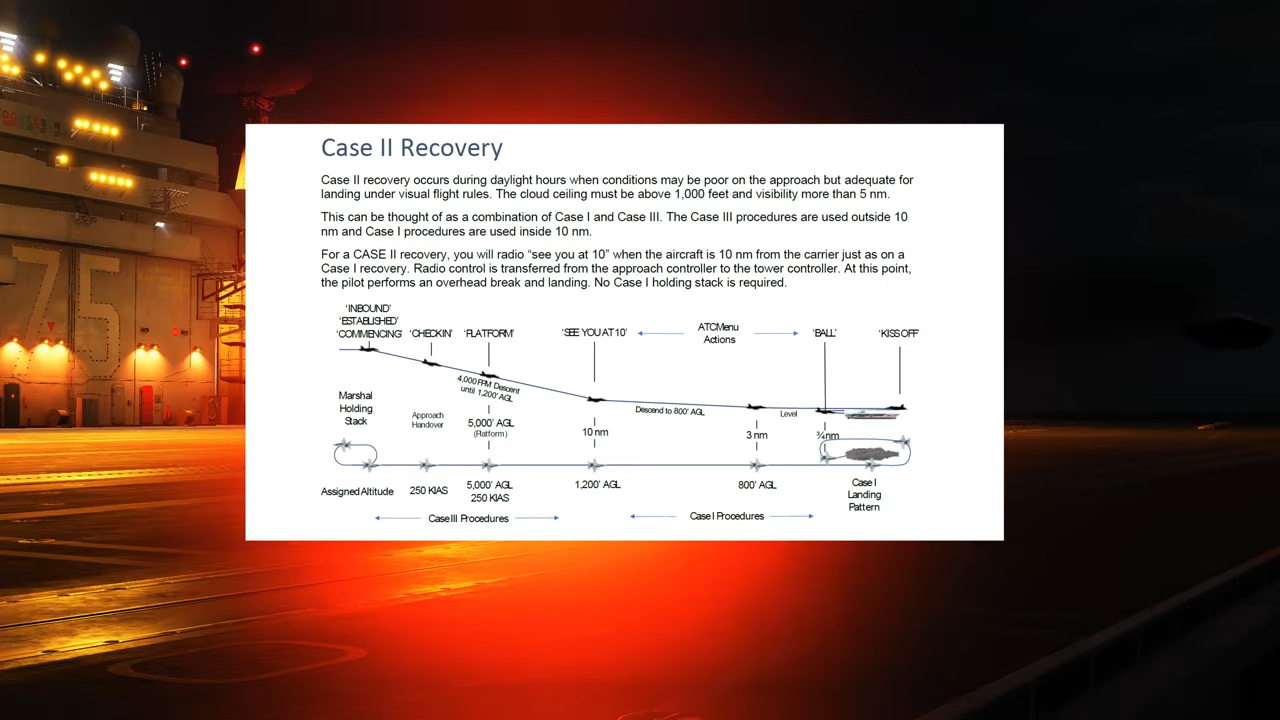 75
Case II Recovery
Case II recovery occurs during daylight hours when conditions may be poor on the approach but adequate for
landing under visual flight rules. The cloud ceiling must be above 1,000 feet and visibility more than 5 nm.
This can be thought of as a combination of Case I and Case III. The Case III procedures are used outside 10
nm and Case I procedures are used inside 10 nm.
For a CASE II recovery, you will radio “see you at 10” when the aircraft is 10 nm from the carrier just as on a
Case I recovery. Radio control is transferred from the approach controller to the tower controller. At this point,
the pilot performs an overhead break and landing. No Case I holding stack is required.
‘INBOUND’
‘ESTABLISHED’
‘COMMENCING’
‘CHECKIN’
‘FLATFORM’
‘SEE YOU AT 10’
ATCMenu
Actions
‘BALL’
‘KISSOFF’
4,000 FPM Descent
until 1,200’ AGL
Marshal
Holding
Stack
Approach
Handover
5,000’ AGL
(Flatform)
10 nm
Descend to 800’ AGL
3 nm
Level
¾nm
Assigned Altitude
250 KIAS
5,000’ AGL
250 KIAS
1,200’ AGL
800’ AGL
Case I
Landing
Pattern
Case III Procedures
Case I Procedures